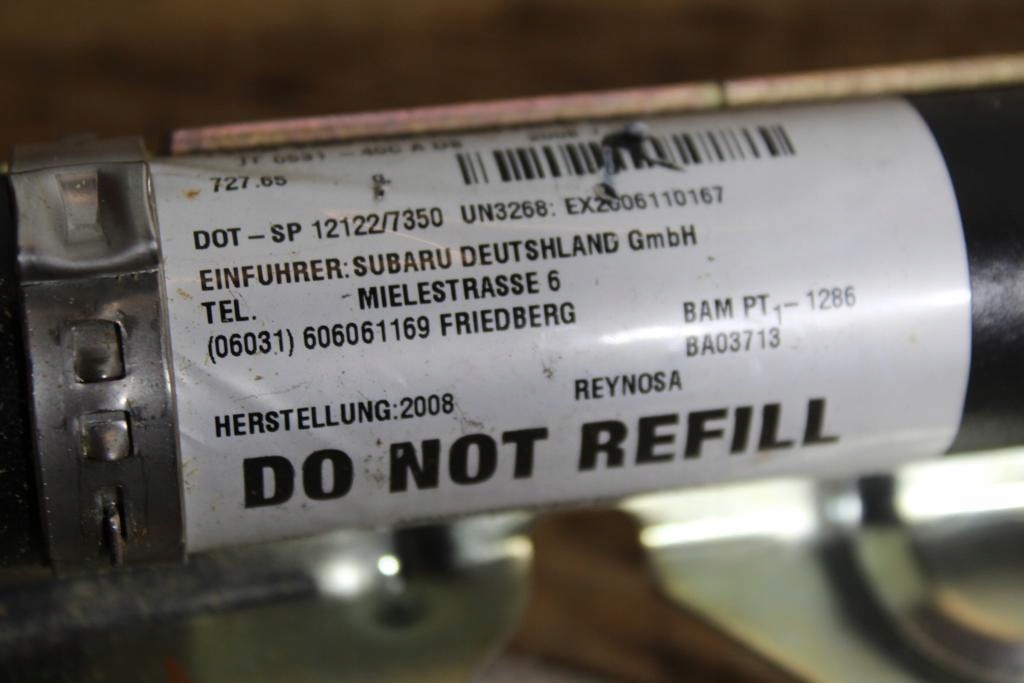 727.65 g.
DOT-SP 12122/7350 UN3268: EX2006110167
EINFUHRER: SUBARU DEUTSHLAND GmbH
TEL. MIELESTRASSE 6
(06031) 606061169 FRIEDBERG
BAM PT1-1286
BA03713
HERSTELLUNG:2008
REYNOSA
DO NOT REFILL